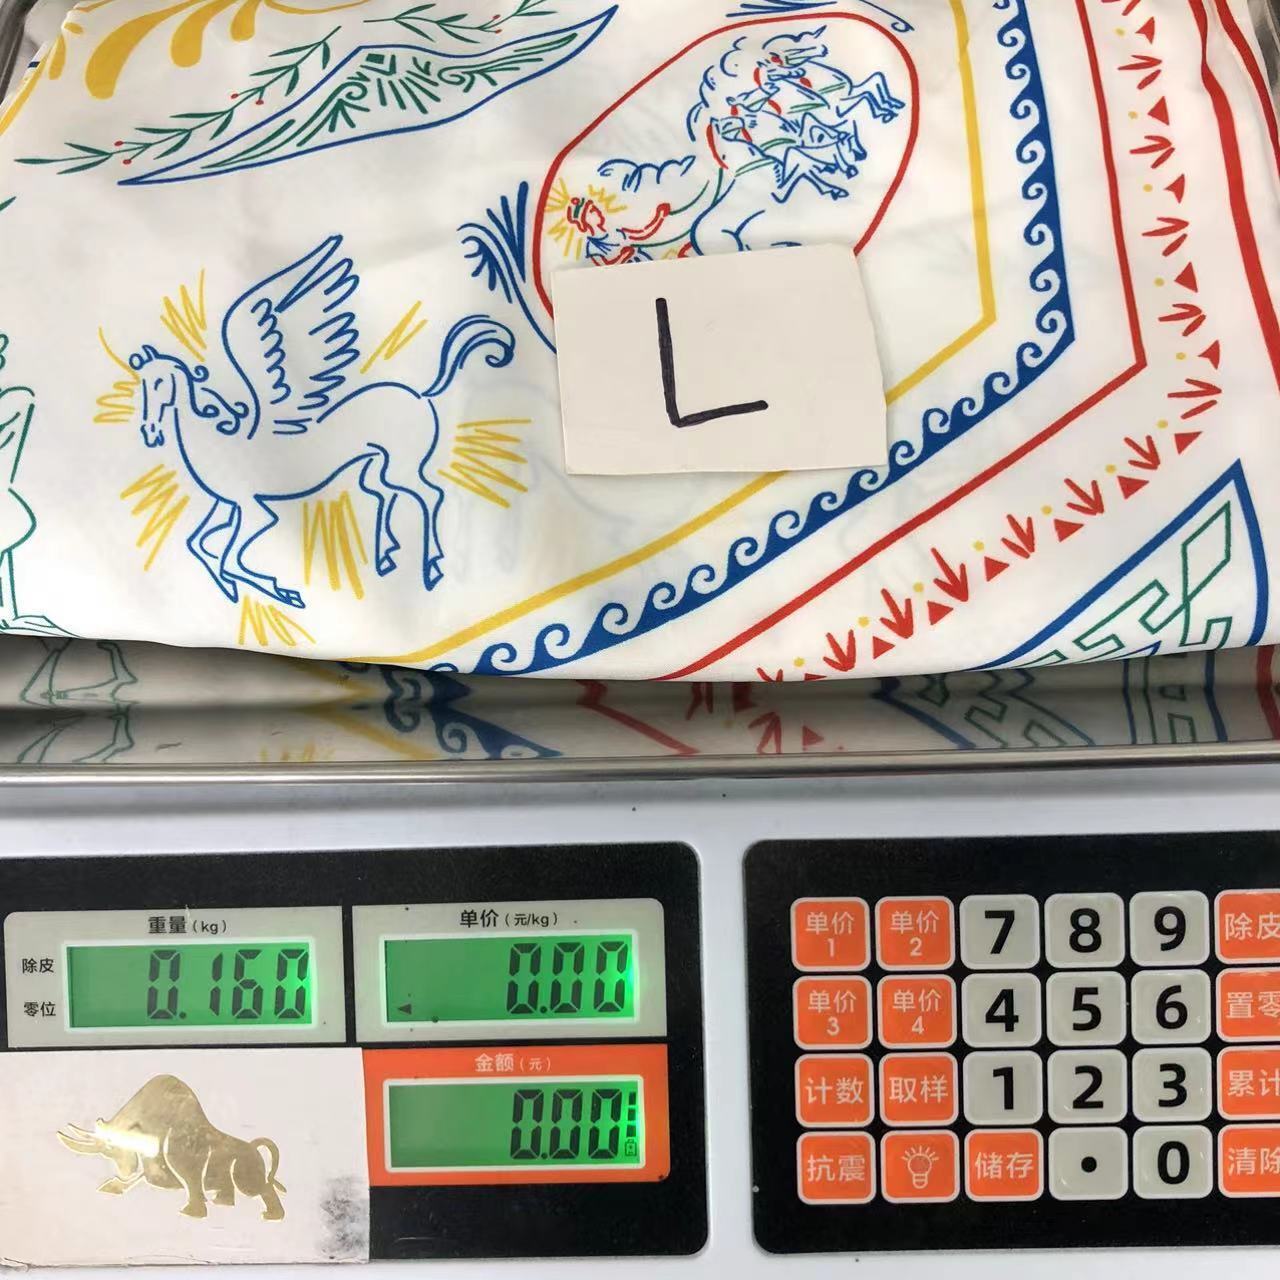 L
重量(kg)
单价(元/kg)
除皮
零位
0.160
0.00
金额(元)
0.00
单价1
单价2
7
8
9
除皮
单价3
单价4
4
5
6
置零
计数
取样
1
2
3
累计
抗震
储存
.
0
清除